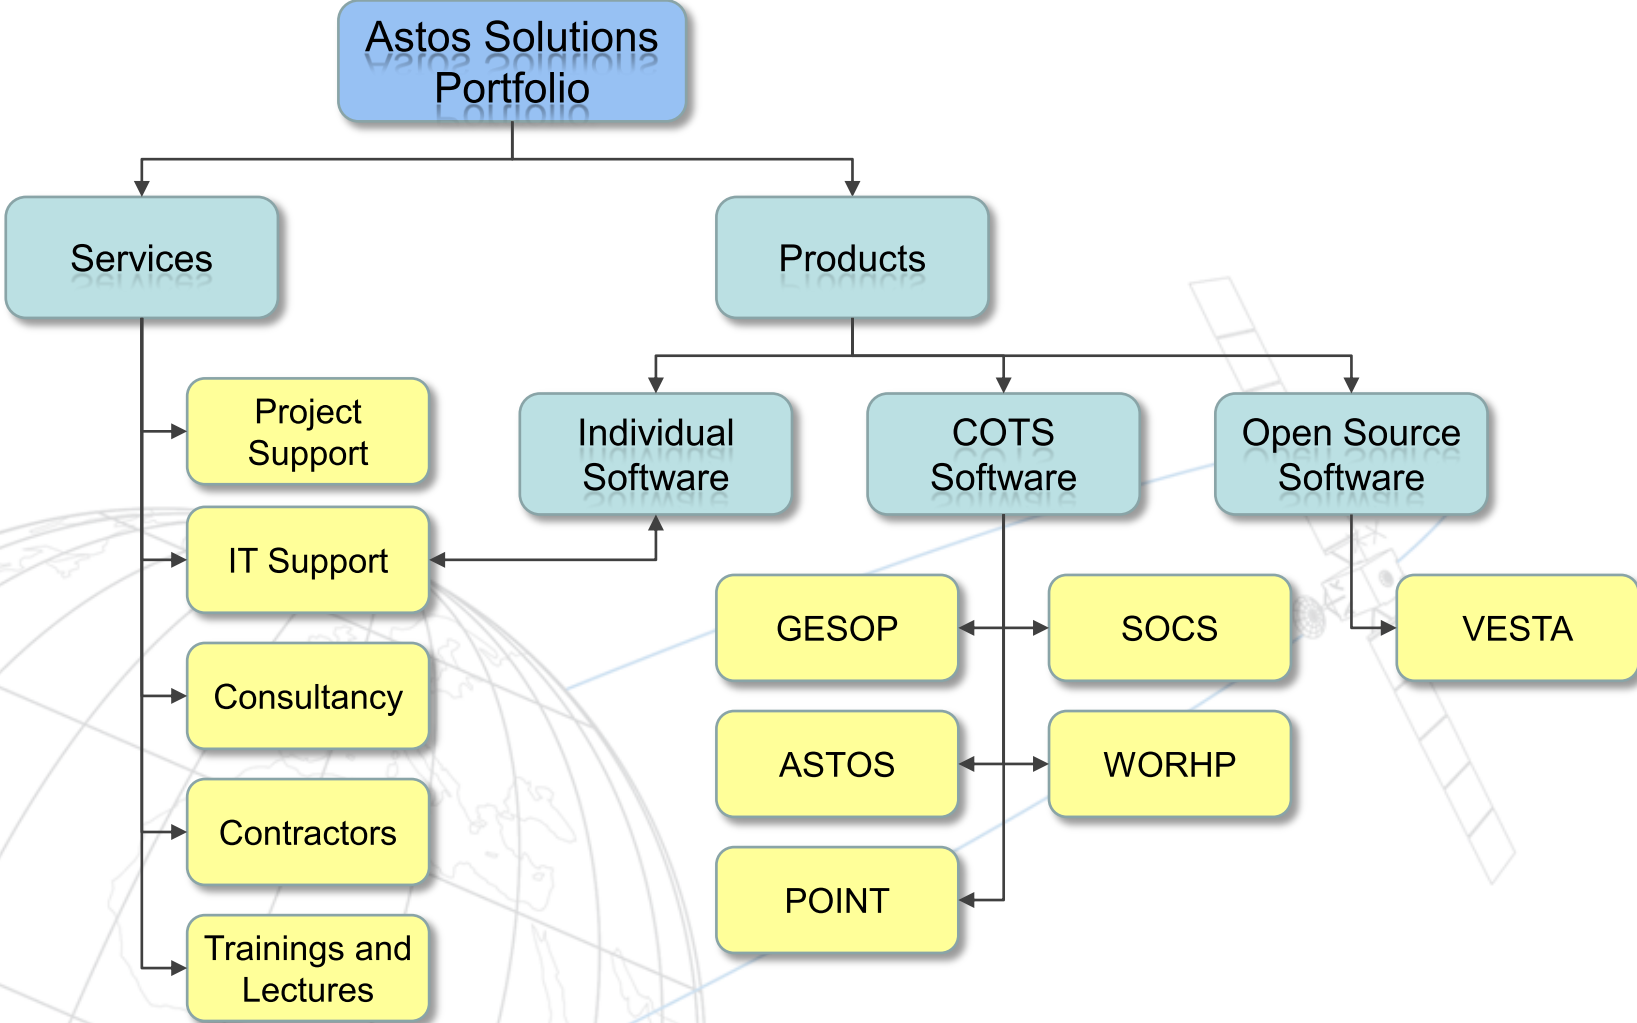 Astos Solutions
Portfolio
Services
Products
Project
Support
Individual
Software
COTS
Software
Open Source
Software
IT Support
GESOP
SOCS
VESTA
Consultancy
ASTOS
WORHP
Contractors
POINT
Trainings and
Lectures